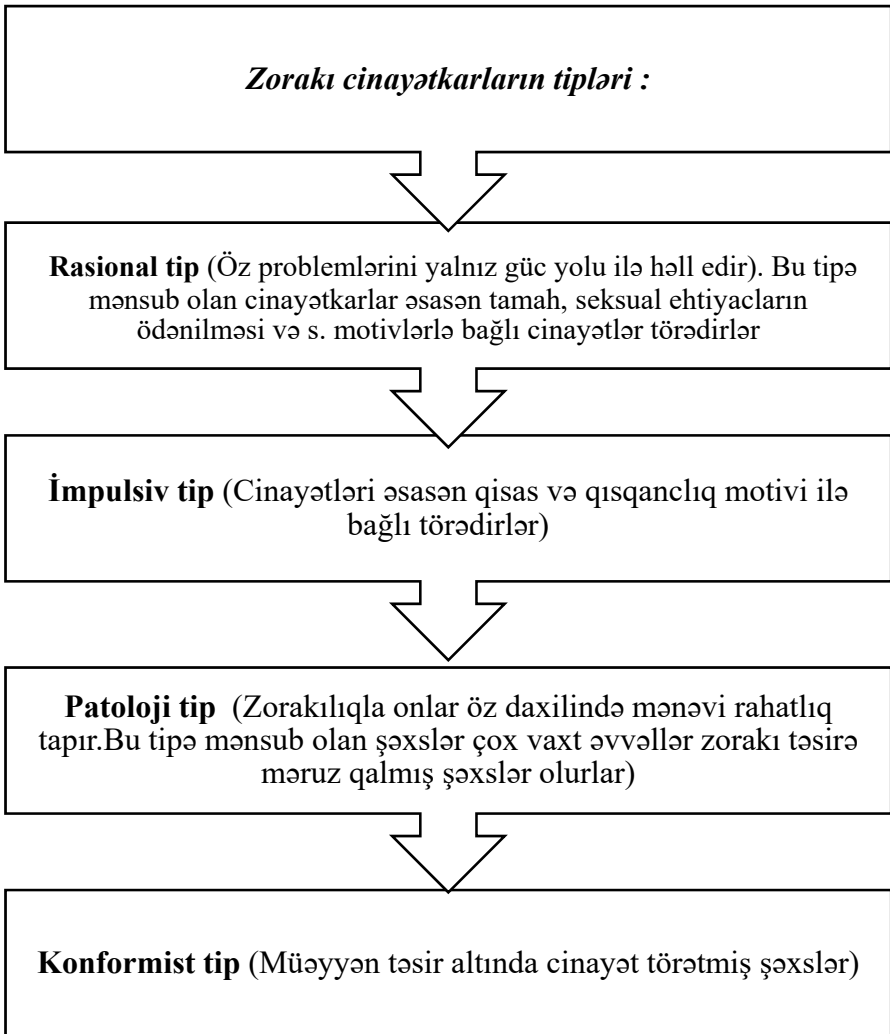 Zorakı cinayətkarların tipləri :
Rasional tip (Öz problemlərini yalnız güc yolu ilə həll edir). Bu tipə
mənsub olan cinayətkarlar əsasən tamah, seksual ehtiyacların
ödənilməsi və s. motivlərlə bağlı cinayətlər törədirlər
İmpulsiv tip (Cinayətləri əsasən qisas və qısqanclıq motivi ilə
bağlı törədirlər)
Patoloji tip (Zorakılıqla onlar öz daxilində mənəvi rahatlıq
tapır.Bu tipə mənsub olan şəxslər çox vaxt əvvəllər zorakı təsirə
məruz qalmış şəxslər olurlar)
Konformist tip (Müəyyən təsir altında cinayət törətmiş şəxslər)